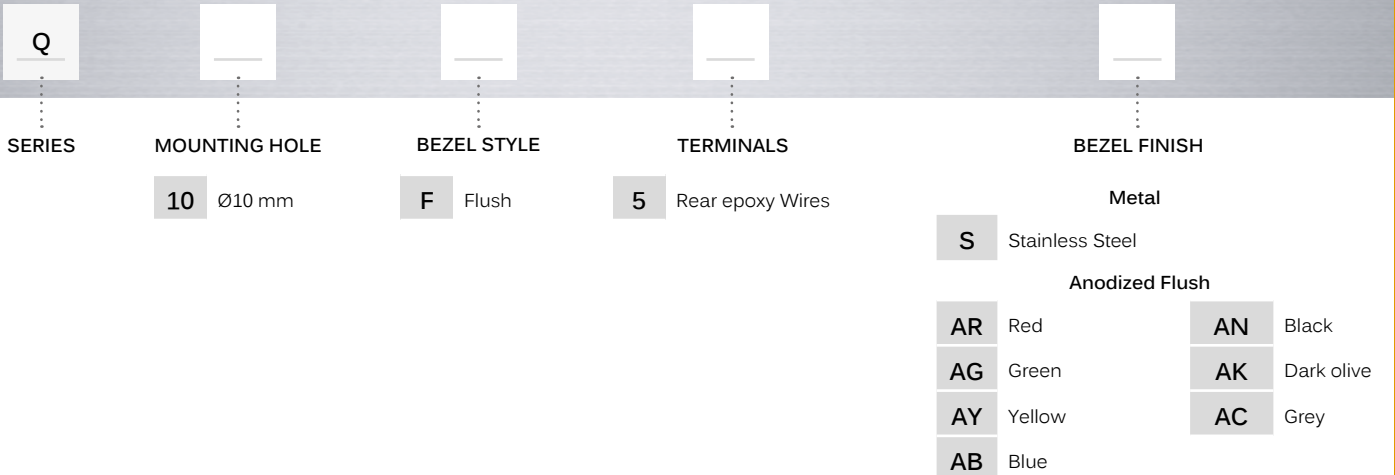 Q
SERIES MOUNTING HOLE BEZEL STYLE TERMINALS BEZEL FINISH
10 Ø10 mm F Flush 5 Rear epoxy Wires
Metal
S Stainless Steel
Anodized Flush
AR Red AN Black
AG Green AK Dark olive
AY Yellow AC Grey
AB Blue